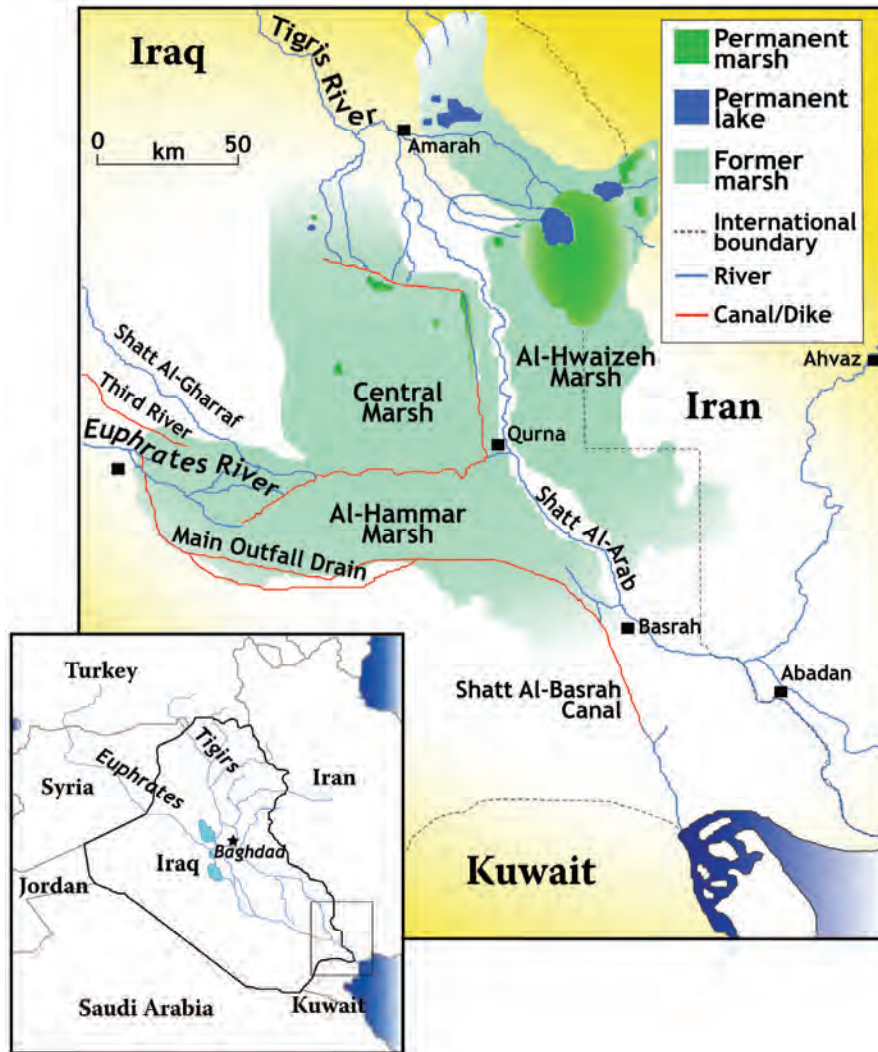 Iraq
Tigris River
0 50
km
Amarah
Permanent
marsh
Permanent
lake
Former
marsh
International
boundary
River
Canal/Dike
Shatt Al-Gharraf
Third River
Euphrates River
Central
Marsh
Al-Hwaizeh
Marsh
Ahvaz
Iran
Qurna
Al-Hammar
Marsh
Main Outfall Drain
Shatt Al-Arab
Basrah
Shatt Al-Basrah
Canal
Abadan
Kuwait
Turkey
Tigirs
Euphrates
Syria
Iran
Baghdad
Iraq
Jordan
Saudi Arabia
Kuwait